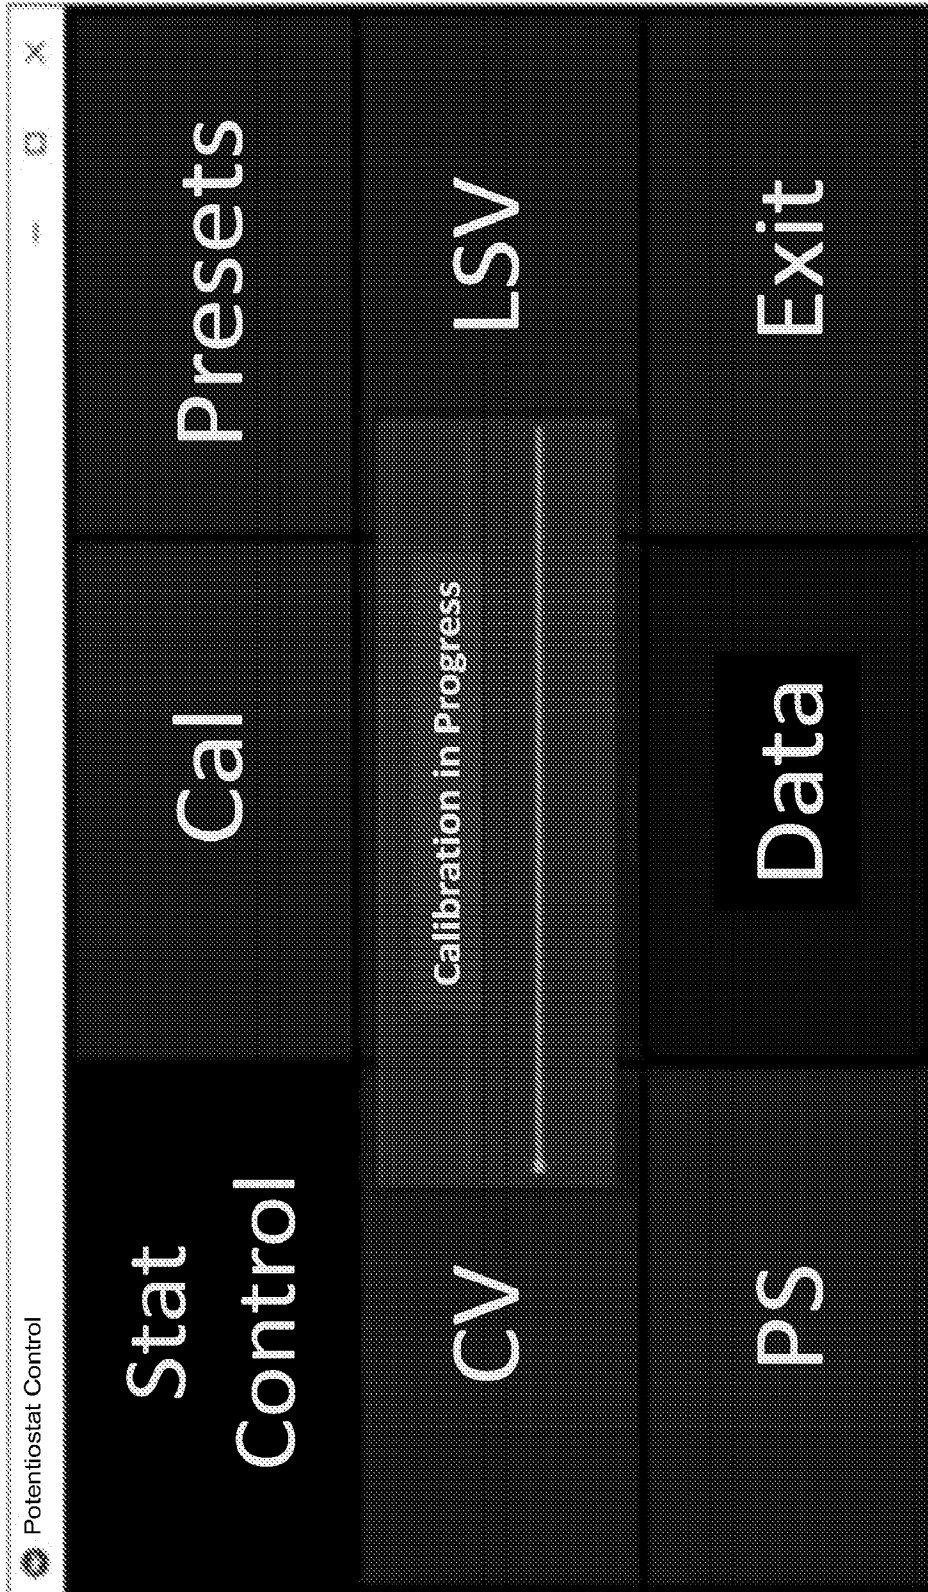 Potentiostat Control
Stat
Control
Cal
Presets
CV
Calibration in Progress
LSV
PS
Data
Exit